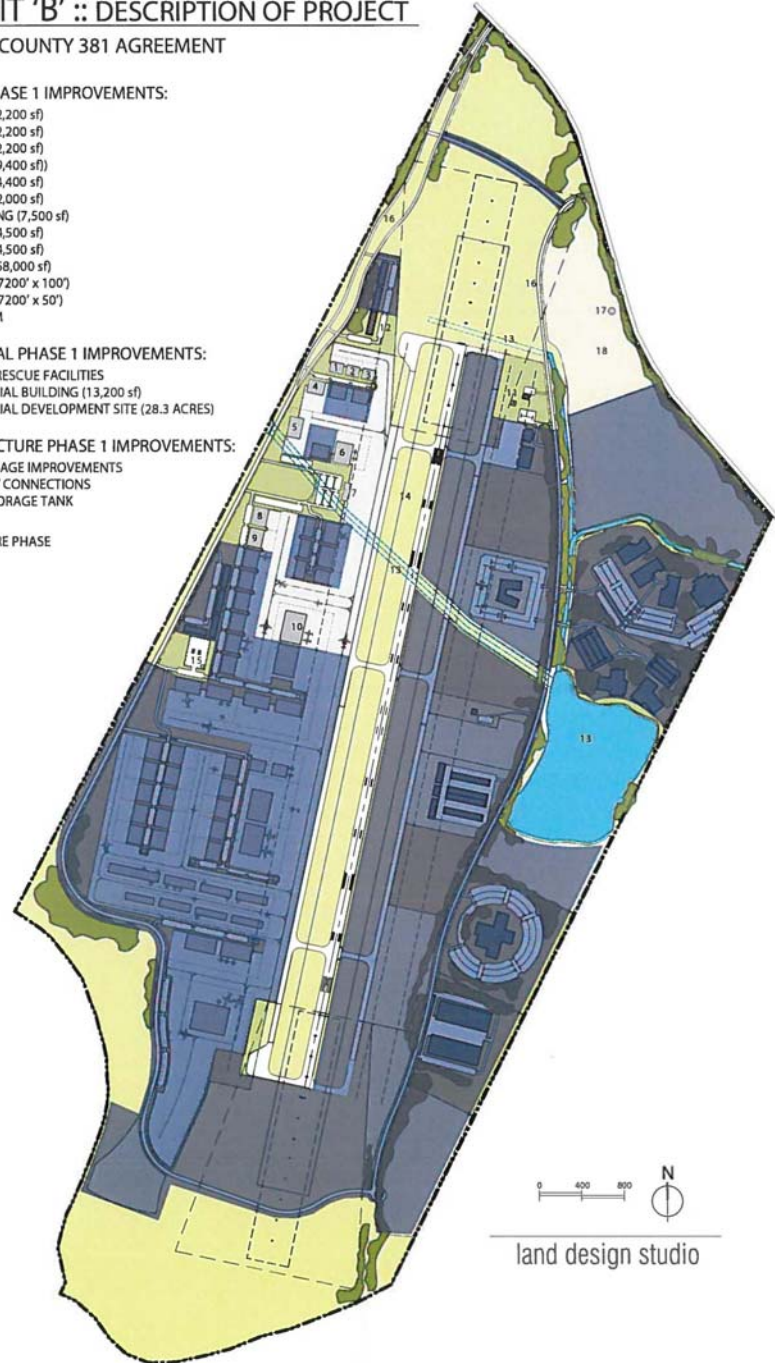 IT 'B' :: DESCRIPTION OF PROJECT
COUNTY 381 AGREEMENT
ASE 1 IMPROVEMENTS:
2,200 sf)
2,200 sf)
2,200 sf)
9,400 sf))
4,400 sf)
2,000 sf)
NG (7,500 sf)
4,500 sf)
4,500 sf)
58,000 sf)
7200' x 100')
7200' x 50')
AL PHASE 1 IMPROVEMENTS:
RESCUE FACILITIES
IAL BUILDING (13,200 sf)
IAL DEVELOPMENT SITE (28.3 ACRES)
CTURE PHASE 1 IMPROVEMENTS:
AGE IMPROVEMENTS
CONNECTIONS
ORAGE TANK
RE PHASE
16
16
17
18
12
13
1 2 3
4
5
6
7
8
9
10
14
13
15
13
0 400 800
N
land design studio